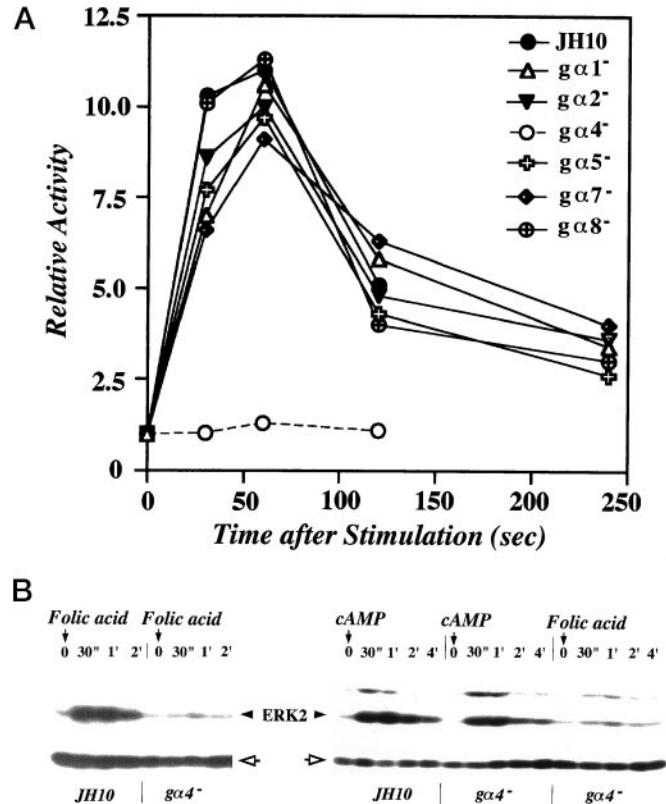 A
12.5
10.0
7.5
5.0
2.5
0
Relative Activity
0 50 100 150 200 250
Time after Stimulation (sec)
JH10
gα1⁻
gα2⁻
gα4⁻
gα5⁻
gα7⁻
gα8⁻
B
Folic acid Folic acid
0 30" 1' 2' 0 30" 1' 2'
cAMP cAMP Folic acid
0 30" 1' 2' 4' 0 30" 1' 2' 4' 0 30" 1' 2' 4'
ERK2
JH10 gα4⁻
JH10 gα4⁻ gα4⁻